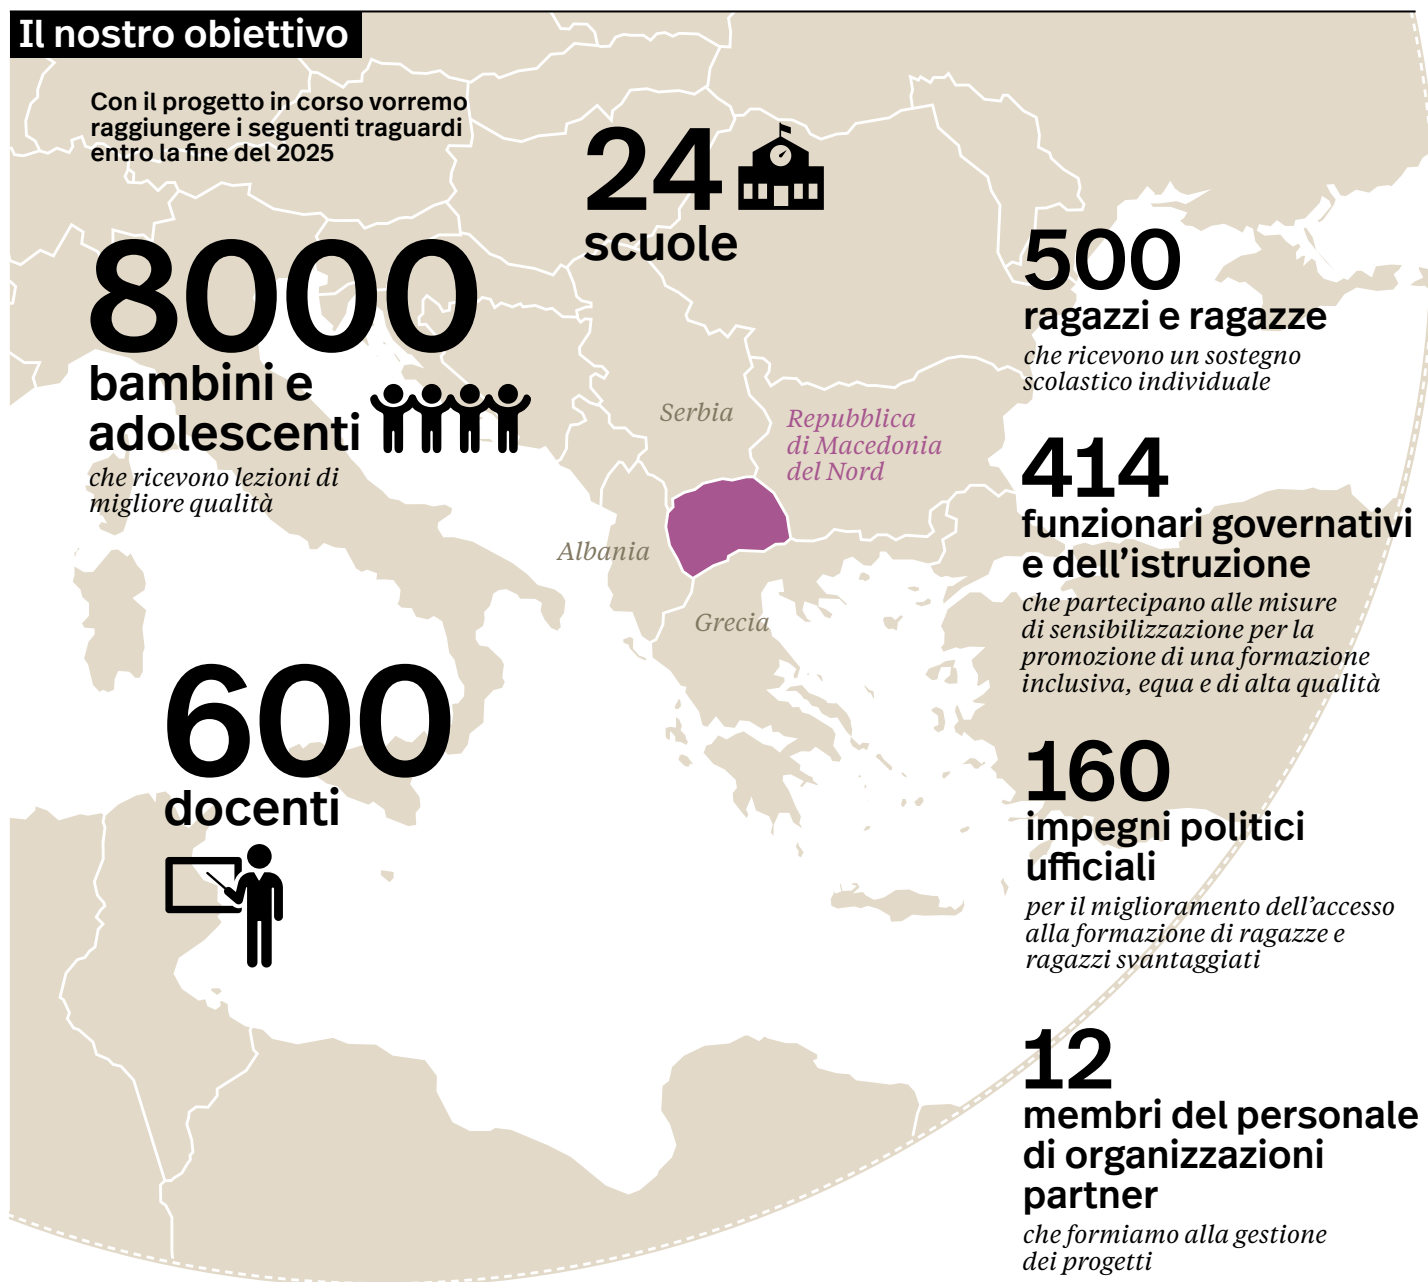 Il nostro obiettivo
Con il progetto in corso vorremo
raggiungere i seguenti traguardi
entro la fine del 2025
24
scuole
8000
bambini e
adolescenti
che ricevono lezioni di
migliore qualità
600
docenti
Serbia
Repubblica
di Macedonia
del Nord
Albania
Grecia
500
ragazzi e ragazze
che ricevono un sostegno
scolastico individuale
414
funzionari governativi
e dell’istruzione
che partecipano alle misure
di sensibilizzazione per la
promozione di una formazione
inclusiva, equa e di alta qualità
160
impegni politici
ufficiali
per il miglioramento dell’accesso
alla formazione di ragazze e
ragazzi svantaggiati
12
membri del personale
di organizzazioni
partner
che formiamo alla gestione
dei progetti